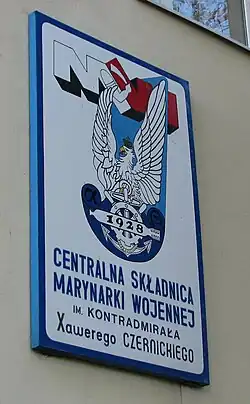 1928
CENTRALNA SKŁADNICA
MARYNARKI WOJENNEJ
IM. KONTRADMIRAŁA
Xawerego CZERNICKIEGO